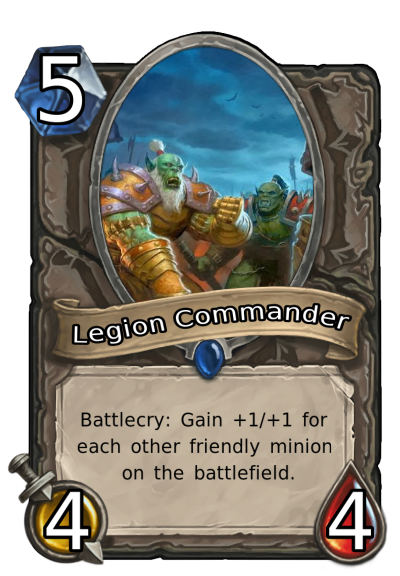 5
Legion Commander
Battlecry: Gain +1/+1 for
each other friendly minion
on the battlefield.
4 4